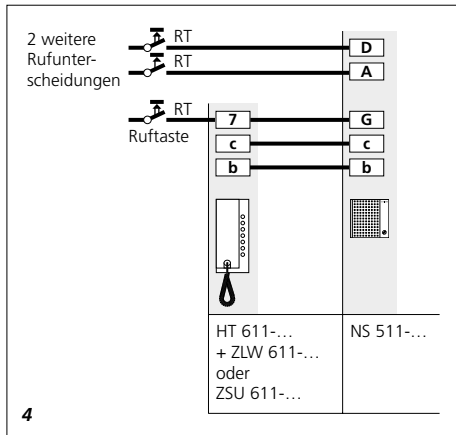 2 weitere
Rufunter-
scheidungen
RT
RT
D
A
RT
Ruftaste
7
G
c
c
b
b
HT 611-…
+ ZLW 611-…
oder
ZSU 611-…
NS 511-…
4